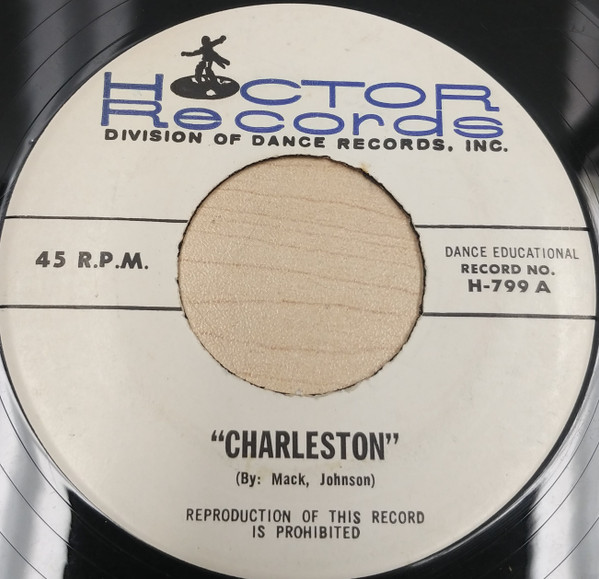 HOCTOR
Records
DIVISION OF DANCE RECORDS, INC.
45 R.P.M.
DANCE EDUCATIONAL
RECORD NO.
H-799 A
"CHARLESTON"
(By: Mack, Johnson)
REPRODUCTION OF THIS RECORD
IS PROHIBITED